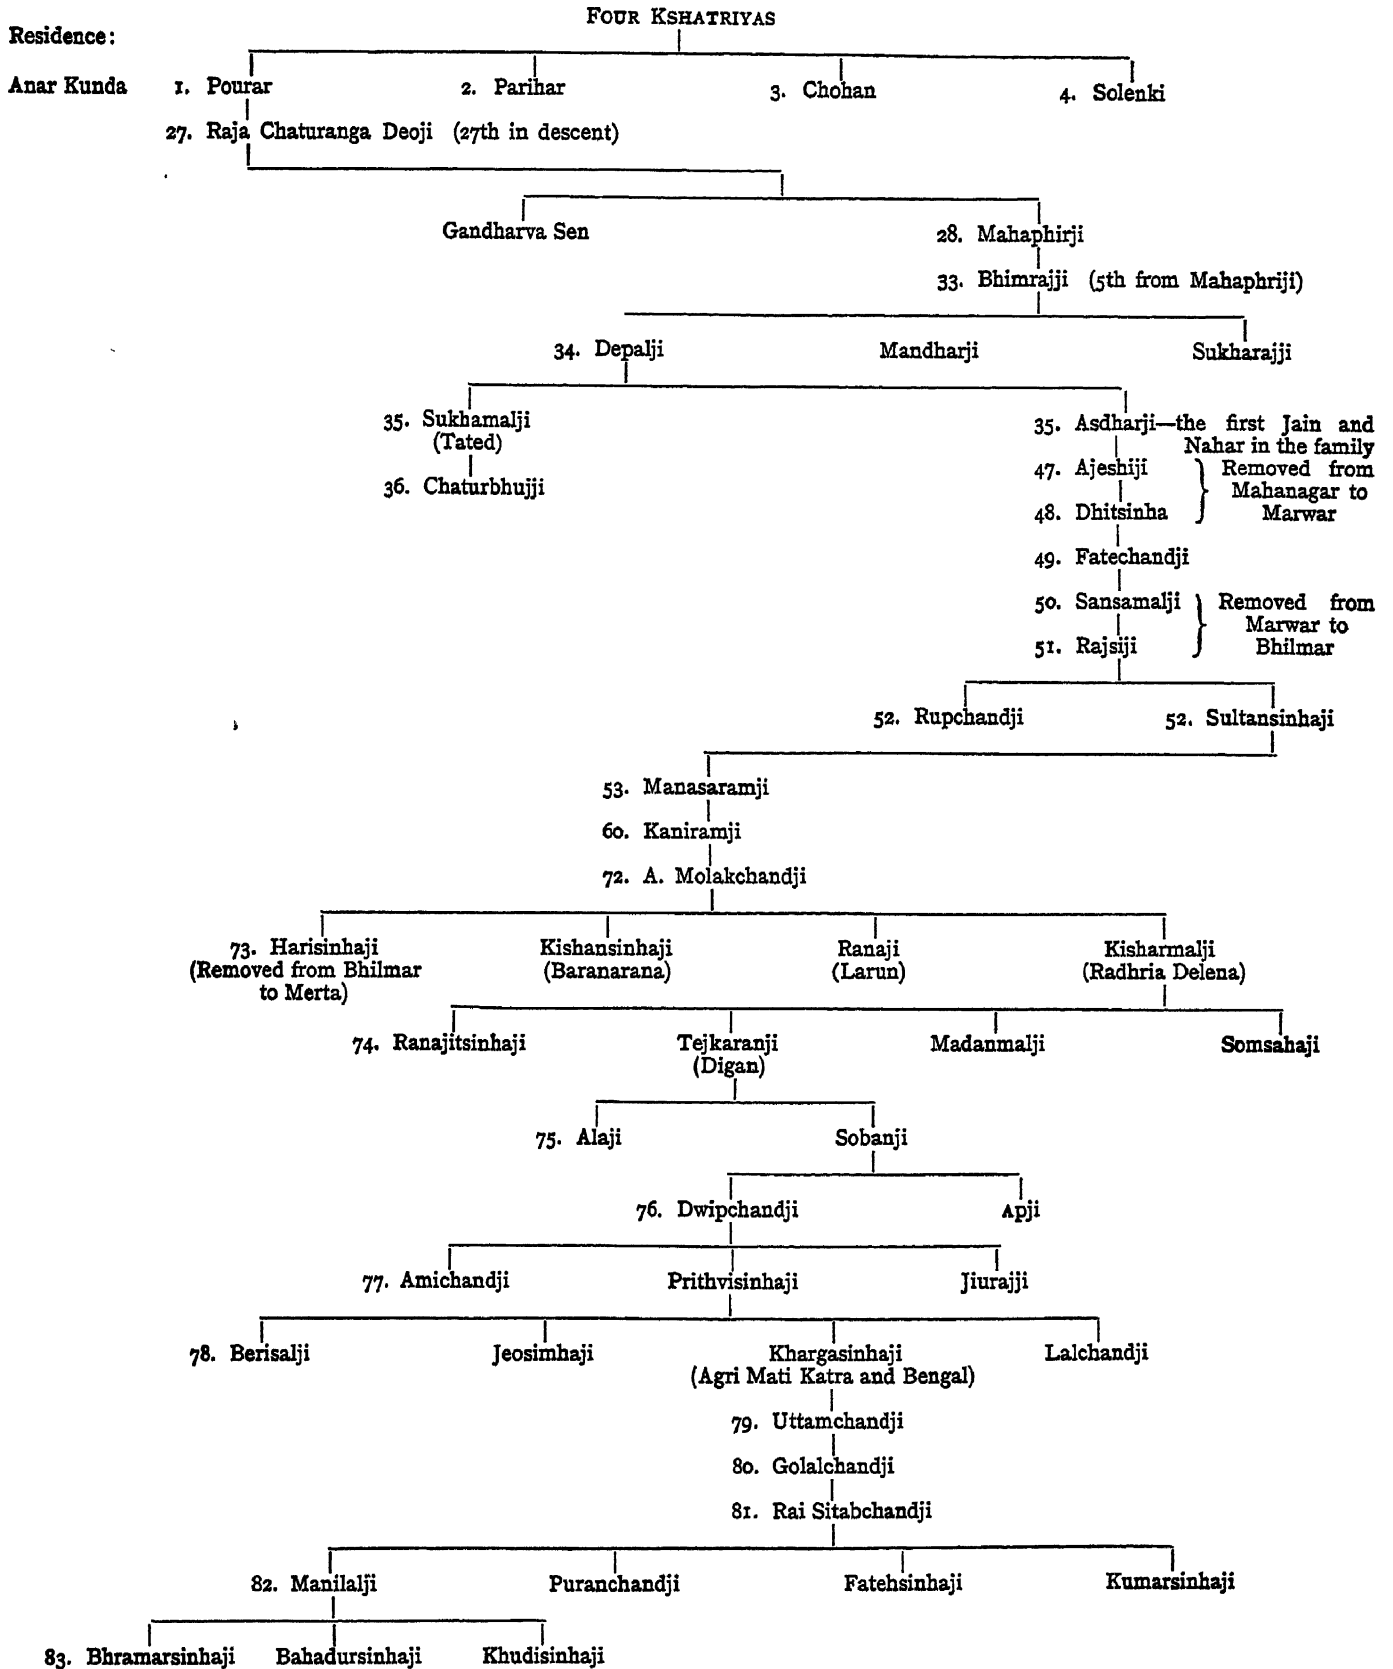 FOUR KSHATRIYAS
Residence:
Anar Kunda 1. Pourar 2. Parihar 3. Chohan 4. Solenki
27. Raja Chaturanga Deoji (27th in descent)
Gandharva Sen 28. Mahaphirji
33. Bhimrajji (5th from Mahaphriji)
34. Depalji Mandharji Sukharajji
35. Sukhamalji 35. Asdharji—the first Jain and
(Tated) Nahar in the family
47. Ajeshiji } Removed from
36. Chaturbhujji Mahanagar to
48. Dhitsinha Marwar
49. Fatechandji
50. Sansamalji } Removed from
Marwar to
51. Rajsiji Bhilmar
52. Rupchandji 52. Sultansinhaji
53. Manasaramji
60. Kaniramji
72. A. Molakchandji
73. Harisinhaji Kishansinhaji Ranaji Kisharmalji
(Removed from Bhilmar (Baranarana) (Larun) (Radhria Delena)
to Merta)
74. Ranajitsinhaji Tejkaranji Madanmalji Somsahaji
(Digan)
75. Alaji Sobanji
76. Dwipchandji Apji
77. Amichandji Prithvisinhaji Jiurajji
78. Berisalji Jeosimhaji Khargasinhaji Lalchandji
(Agri Mati Katra and Bengal)
79. Uttamchandji
80. Golalchandji
81. Rai Sitabchandji
82. Manilalji Puranchandji Fatehsinhaji Kumarsinhaji
83. Bhramarsinhaji Bahadursinhaji Khudisinhaji